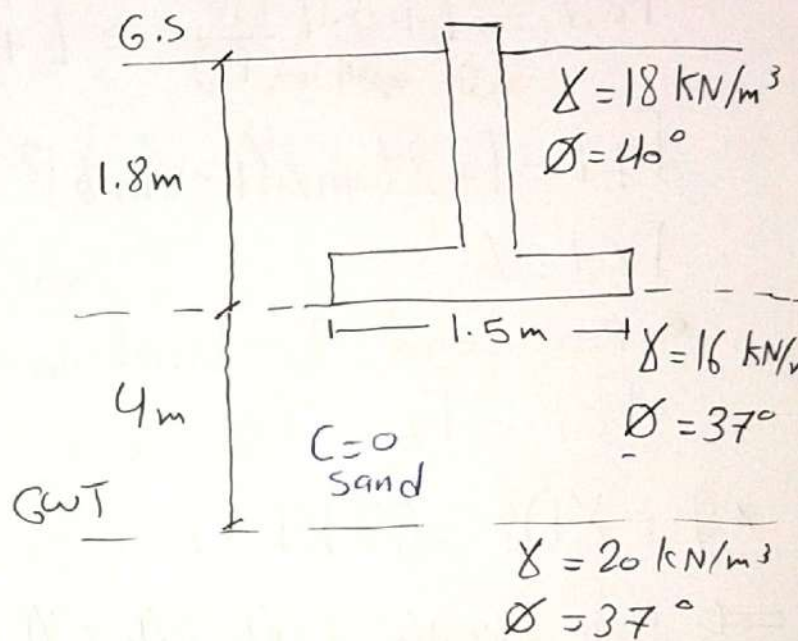 G.S
γ = 18 KN/m³
Ø = 40°
1.8m
1.5m
γ = 16 KN/
Ø = 37°
4m
C = 0
sand
GWT
γ = 20 kN/m³
Ø = 37°